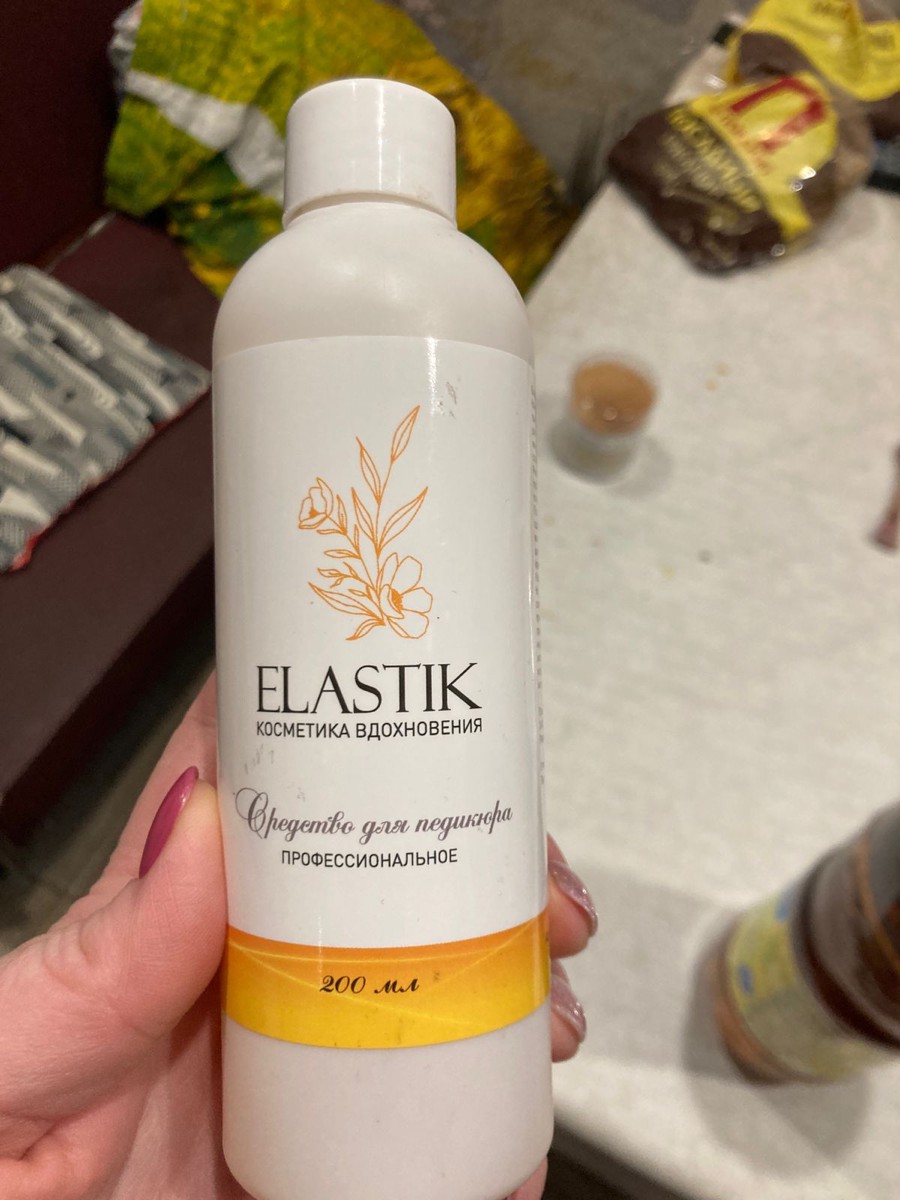 ELASTIK
КОСМЕТИКА ВДОХНОВЕНИЯ
Средство для педикюра
ПРОФЕССИОНАЛЬНОЕ
200 мл